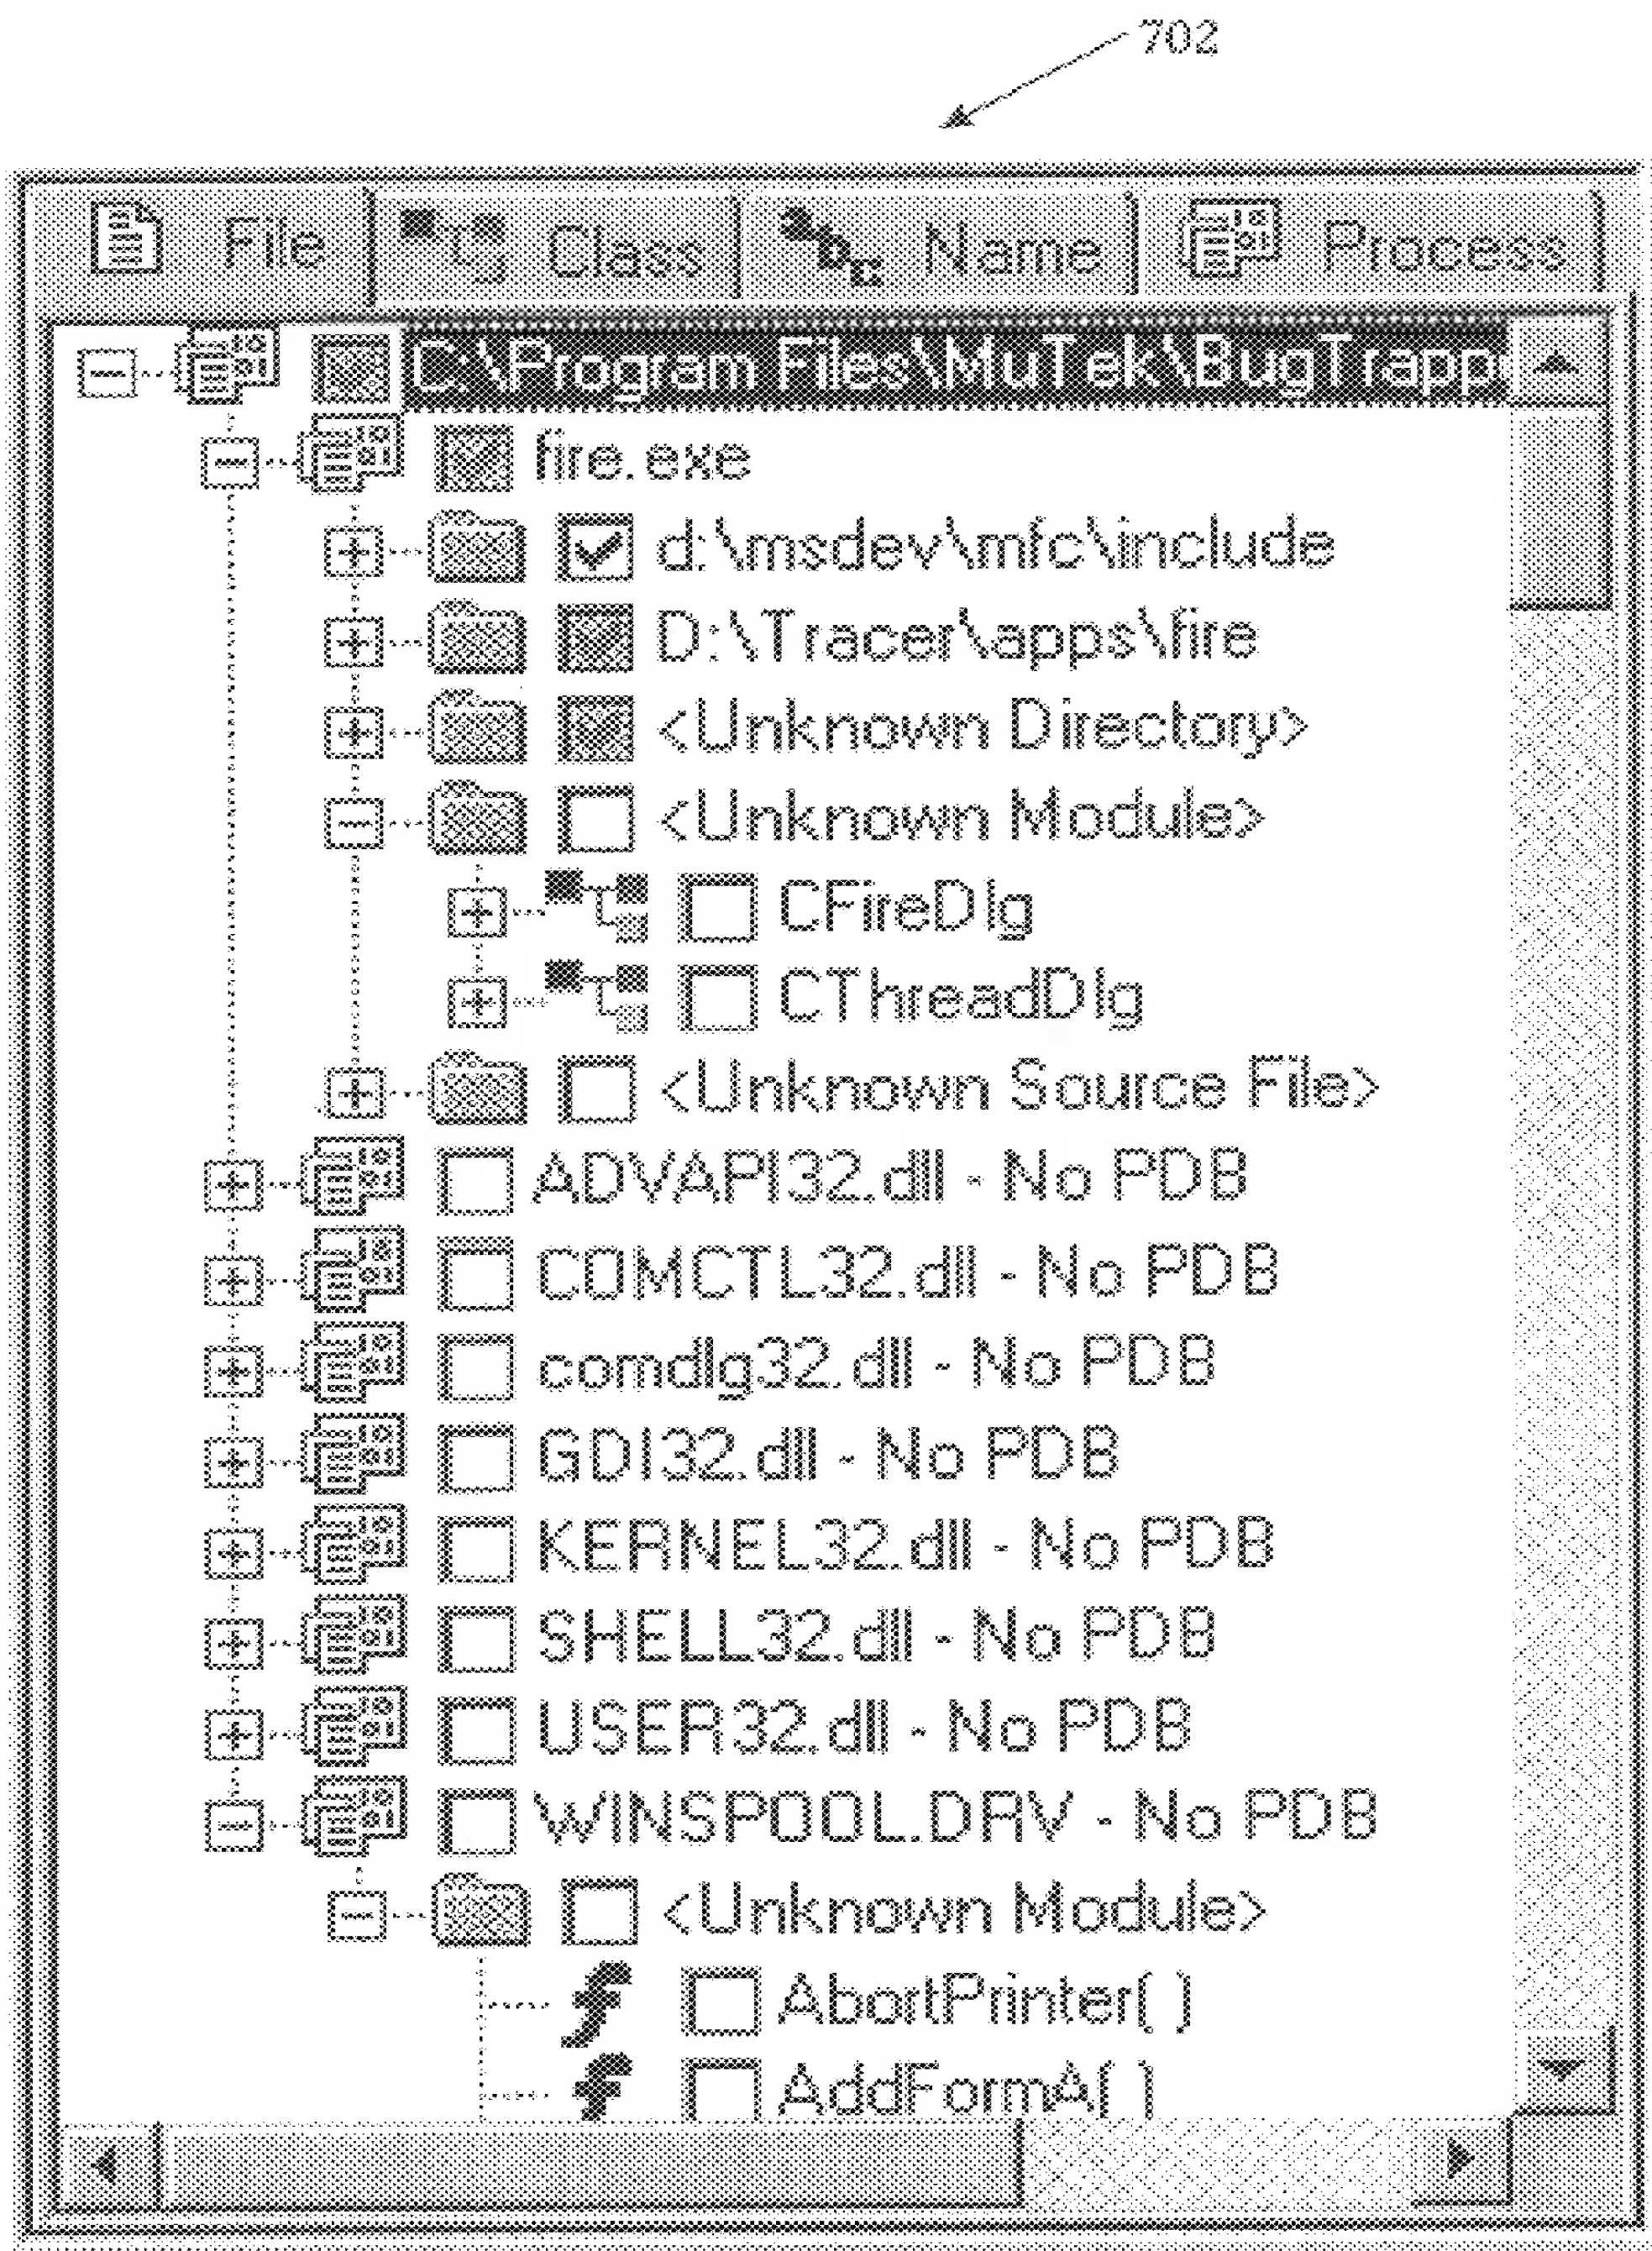 702
File Class Name Process
C:\Program Files\MuTek\BugTrapp
fire.exe
d:\msdev\mfc\include
D:\Tracer\apps\fire
<Unknown Directory>
<Unknown Module>
CFireDlg
CThreadDlg
<Unknown Source File>
ADVAPI32.dll - No PDB
COMCTL32.dll - No PDB
comdlg32.dll - No PDB
GDI32.dll - No PDB
KERNEL32.dll - No PDB
SHELL32.dll - No PDB
USER32.dll - No PDB
WINSPOOL.DRV - No PDB
<Unknown Module>
AbortPrinter( )
AddFormA( )